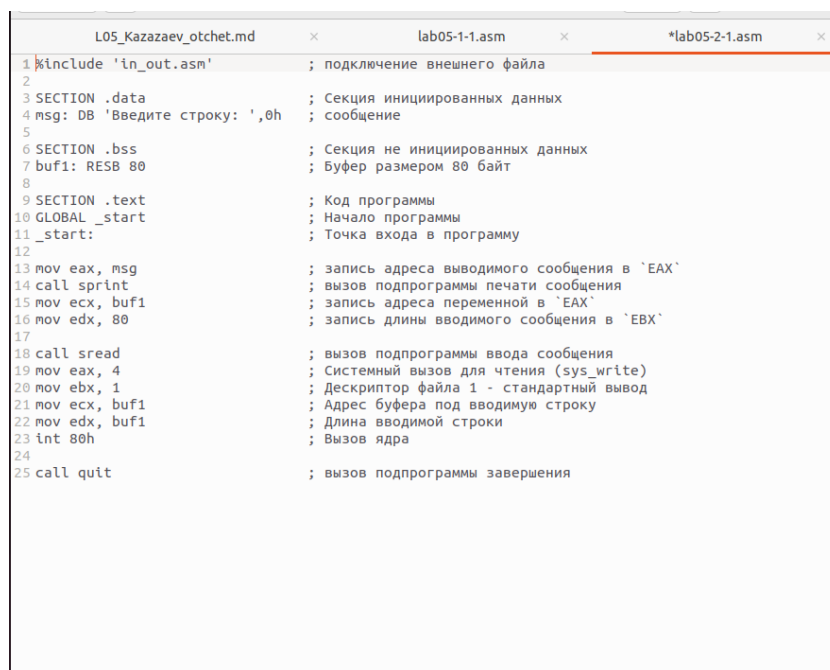 L05_Kazazaev_otchet.md × lab05-1-1.asm × *lab05-2-1.asm ×
1 %include 'in_out.asm' ; подключение внешнего файла
2
3 SECTION .data ; Секция инициированных данных
4 msg: DB 'Введите строку: ',0h ; сообщение
5
6 SECTION .bss ; Секция не инициированных данных
7 buf1: RESB 80 ; Буфер размером 80 байт
8
9 SECTION .text ; Код программы
10 GLOBAL _start ; Начало программы
11 _start: ; Точка входа в программу
12
13 mov eax, msg ; запись адреса выводимого сообщения в `EAX`
14 call sprint ; вызов подпрограммы печати сообщения
15 mov ecx, buf1 ; запись адреса переменной в `EAX`
16 mov edx, 80 ; запись длины вводимого сообщения в `EBX`
17
18 call sread ; вызов подпрограммы ввода сообщения
19 mov eax, 4 ; Системный вызов для чтения (sys_write)
20 mov ebx, 1 ; Дескриптор файла 1 - стандартный вывод
21 mov ecx, buf1 ; Адрес буфера под вводимую строку
22 mov edx, buf1 ; Длина вводимой строки
23 int 80h ; Вызов ядра
24
25 call quit ; вызов подпрограммы завершения